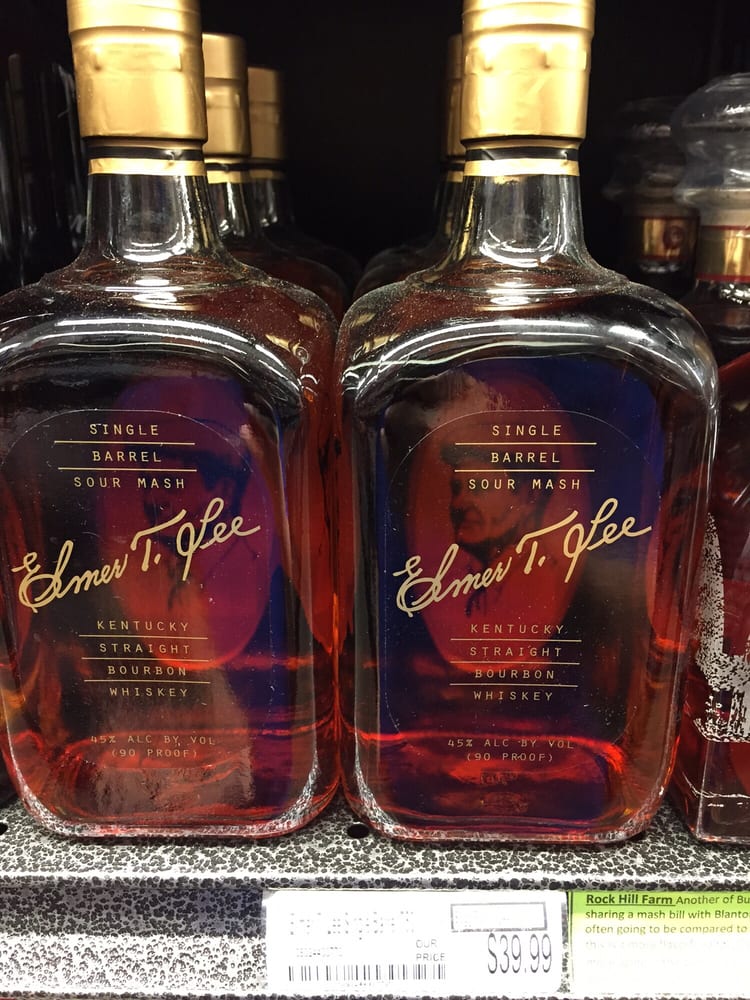 SINGLE
BARREL
SOUR MASH
Elmer T. Lee
KENTUCKY
STRAIGHT
BOURBON
WHISKEY
45% ALC BY VOL
(90 PROOF)
SINGLE
BARREL
SOUR MASH
Elmer T. Lee
KENTUCKY
STRAIGHT
BOURBON
WHISKEY
45% ALC BY VOL
(90 PROOF)
OUR
PRICE
$39.99
Rock Hill Farm Another of Bu
sharing a mash bill with Blanto
often going to be compared to